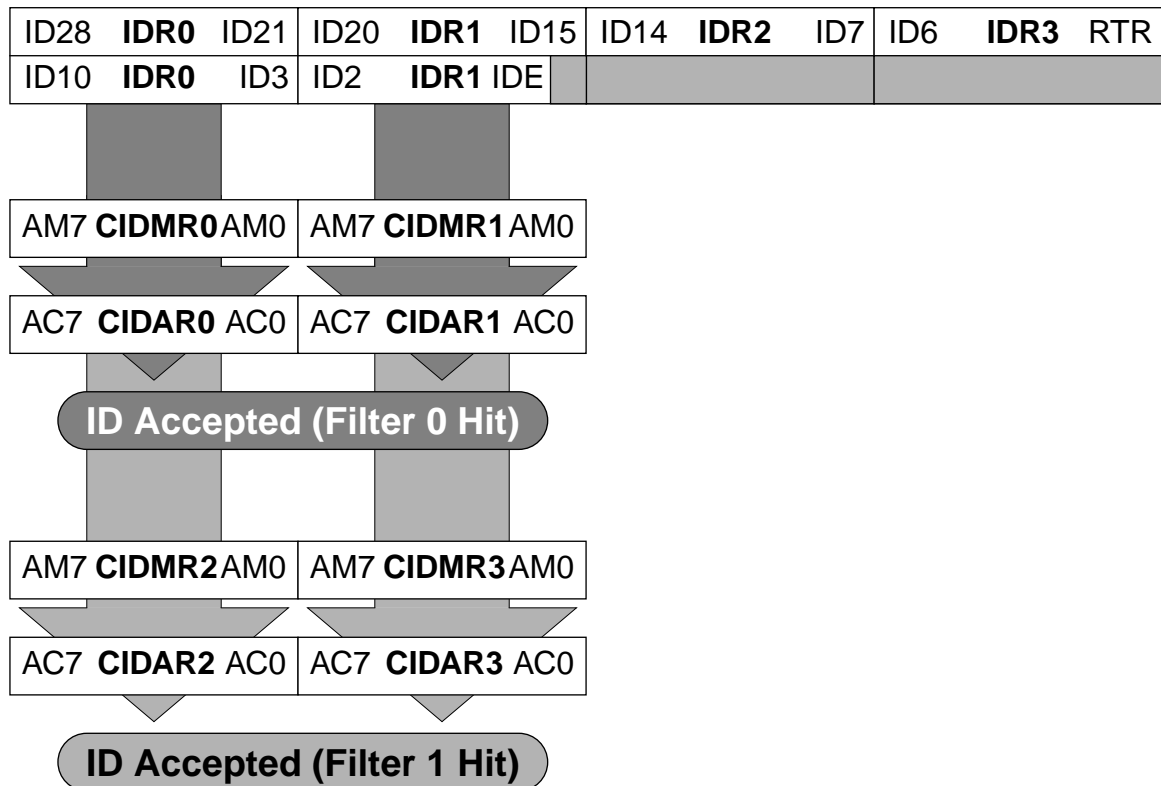 ID28 IDR0 ID21 ID20 IDR1 ID15 ID14 IDR2 ID7 ID6 IDR3 RTR
ID10 IDR0 ID3 ID2 IDR1 IDE
AM7 CIDMR0 AM0 AM7 CIDMR1 AM0
AC7 CIDAR0 AC0 AC7 CIDAR1 AC0
ID Accepted (Filter 0 Hit)
AM7 CIDMR2 AM0 AM7 CIDMR3 AM0
AC7 CIDAR2 AC0 AC7 CIDAR3 AC0
ID Accepted (Filter 1 Hit)